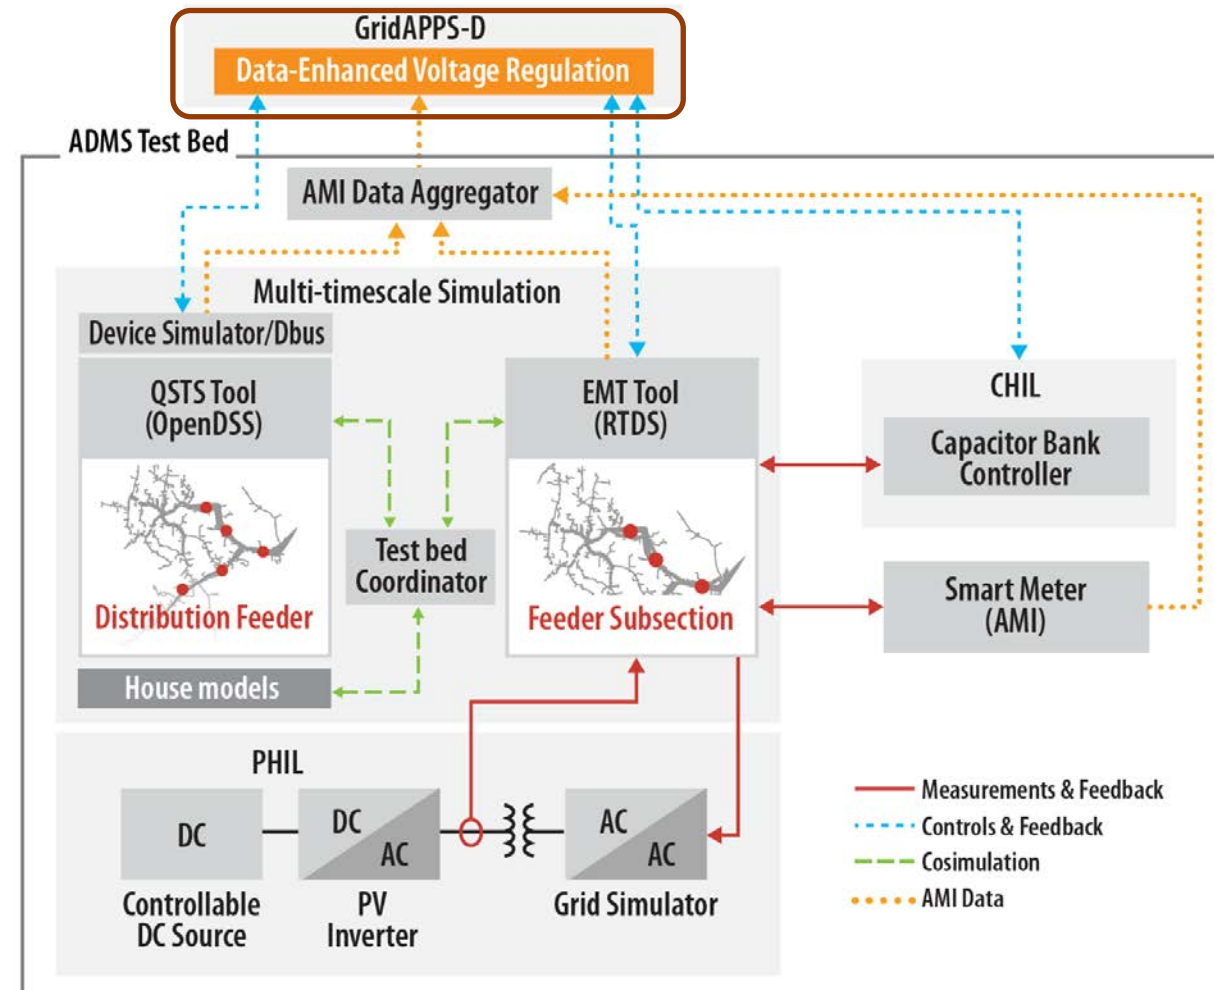 GridAPPS-D
Data-Enhanced Voltage Regulation
ADMS Test Bed
AMI Data Aggregator
Multi-timescale Simulation
Device Simulator/Dbus
QSTS Tool
(OpenDSS)
Distribution Feeder
House models
Test bed
Coordinator
EMT Tool
(RTDS)
Feeder Subsection
CHIL
Capacitor Bank
Controller
Smart Meter
(AMI)
PHIL
DC
Controllable
DC Source
DC
AC
PV
Inverter
AC
AC
Grid Simulator
Measurements & Feedback
Controls & Feedback
Cosimulation
AMI Data